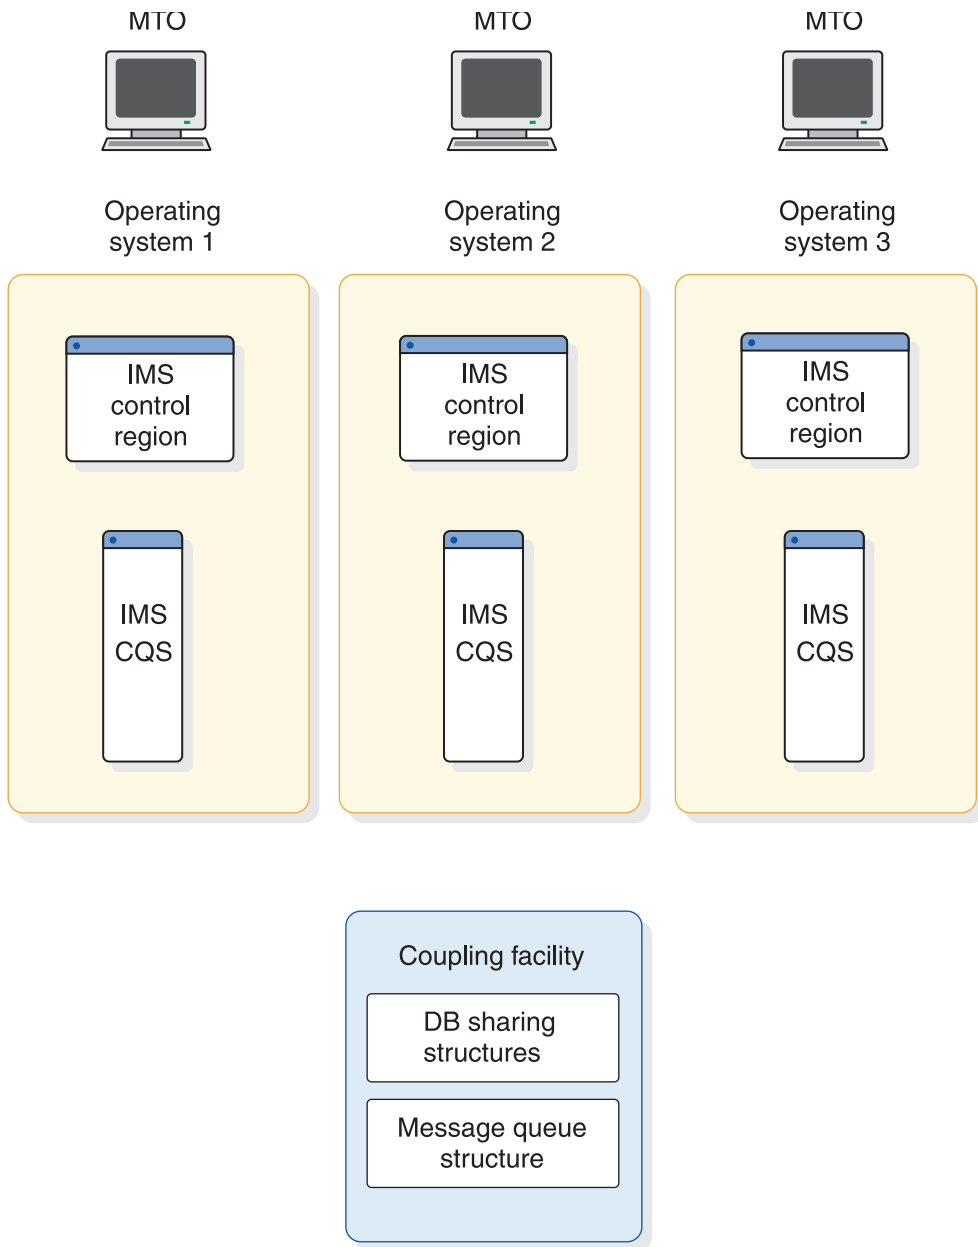 MTO
MTO
MTO
Operating
system 1
Operating
system 2
Operating
system 3
IMS
control
region
IMS
control
region
IMS
control
region
IMS
CQS
IMS
CQS
IMS
CQS
Coupling facility
DB sharing
structures
Message queue
structure